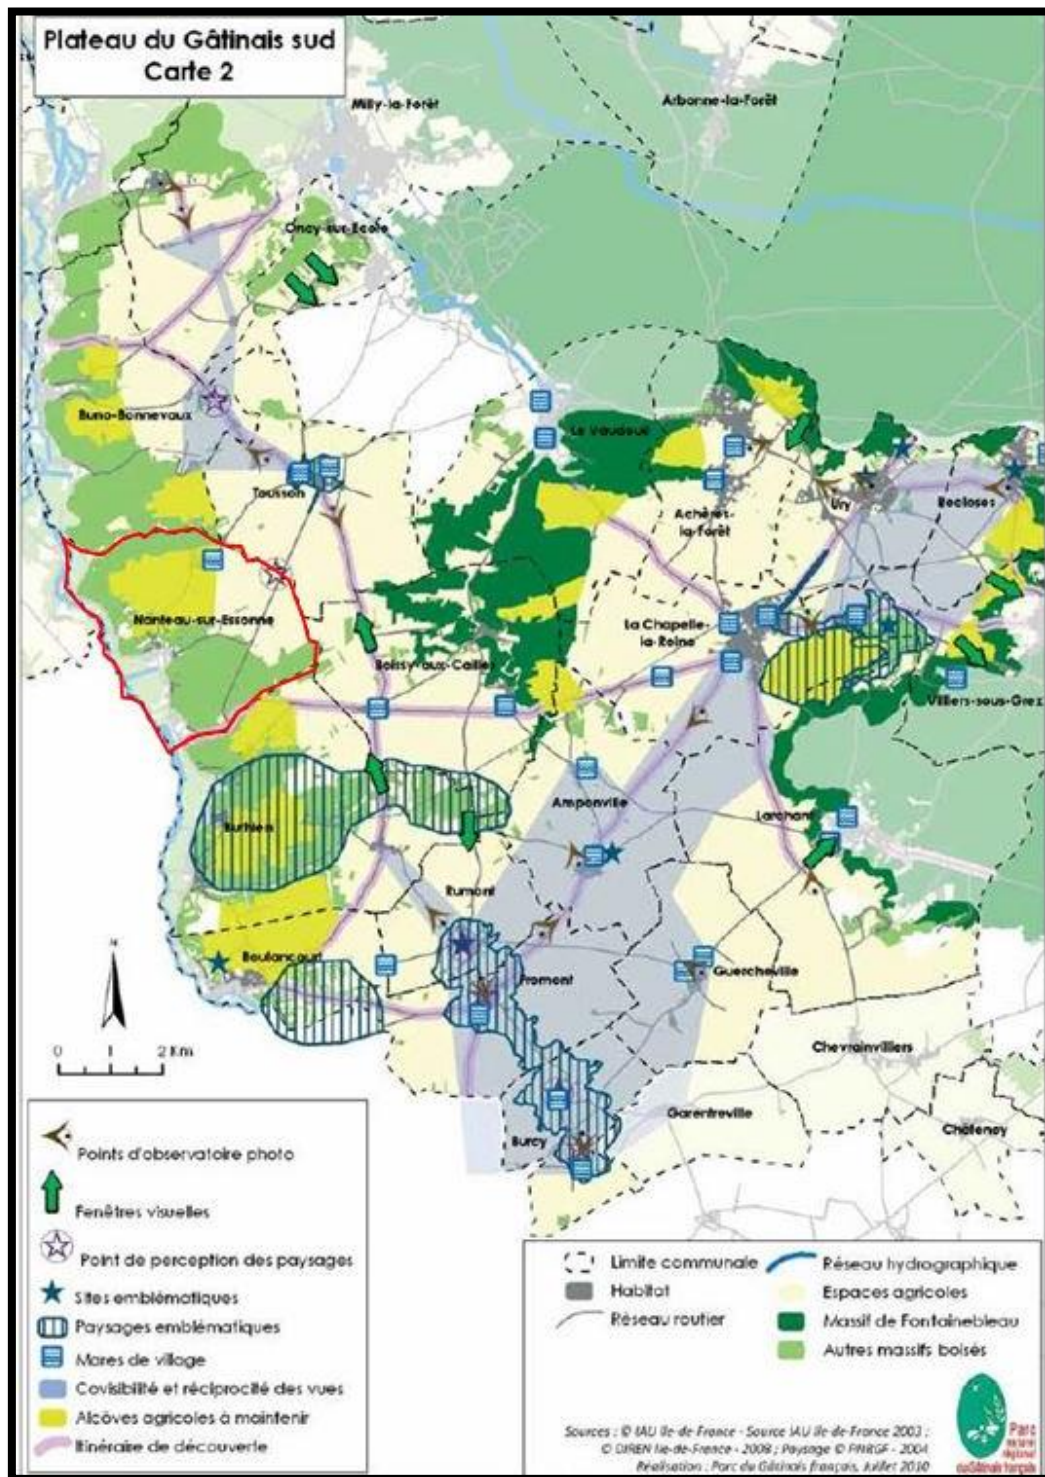 Plateau du Gâtinais sud
Carte 2
Milly-la-Forêt
Arbonne-la-Forêt
Oncy-sur-Ecole
Buno-Bonnevaux
Le Vaudoué
Tousson
Achères-
la-Forêt
Ury
Recloses
Nanteau-sur-Essonne
La Chapelle-
la-Reine
Boissy-aux-Cailles
Villiers-sous-Grez
Amponville
Larchant
Buthiers
Rumont
Boulancourt
Fromont
Guercheville
Chevrainvilliers
Garentreville
Burcy
Châtenoy
N
0 1 2 Km
Points d'observatoire photo
Fenêtres visuelles
Point de perception des paysages
Sites emblématiques
Paysages emblématiques
Mares de village
Covisibilité et réciprocité des vues
Alcôves agricoles à maintenir
Itinéraire de découverte
Limite communale
Habitat
Réseau routier
Réseau hydrographique
Espaces agricoles
Massif de Fontainebleau
Autres massifs boisés
Sources : © IAU Ile-de-France - Source IAU Ile-de-France 2003 ;
© DIREN Ile-de-France - 2008 ; Paysage © PNRGF - 2004
Réalisation : Parc du Gâtinais français, Juillet 2010
Parc
naturel
régional
du Gâtinais français